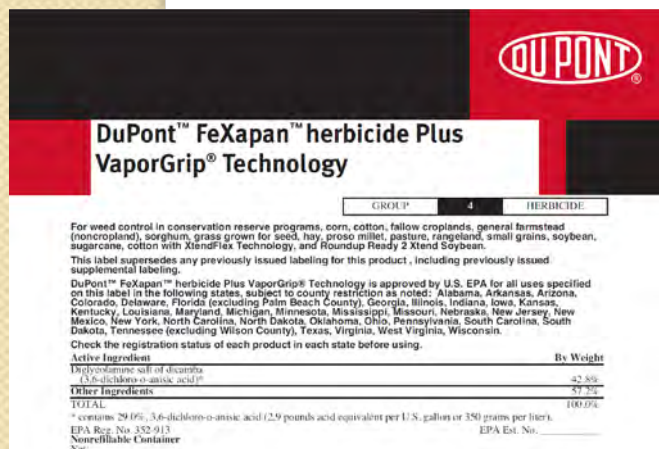 DU PONT
®
DuPont™ FeXapan™ herbicide Plus
VaporGrip® Technology
GROUP 4 HERBICIDE
For weed control in conservation reserve programs, corn, cotton, fallow croplands, general farmstead
(noncropland), sorghum, grass grown for seed, hay, proso millet, pasture, rangeland, small grains, soybean,
sugarcane, cotton with XtendFlex Technology, and Roundup Ready 2 Xtend Soybean.
This label supersedes any previously issued labeling for this product , including previously issued
supplemental labeling.
DuPont™ FeXapan™ herbicide Plus VaporGrip® Technology is approved by U.S. EPA for all uses specified
on this label in the following states, subject to county restriction as noted: Alabama, Arkansas, Arizona,
Colorado, Delaware, Florida (excluding Palm Beach County), Georgia, Illinois, Indiana, Iowa, Kansas,
Kentucky, Louisiana, Maryland, Michigan, Minnesota, Mississippi, Missouri, Nebraska, New Jersey, New
Mexico, New York, North Carolina, North Dakota, Oklahoma, Ohio, Pennsylvania, South Carolina, South
Dakota, Tennessee (excluding Wilson County), Texas, Virginia, West Virginia, Wisconsin.
Check the registration status of each product in each state before using.
Active Ingredient By Weight
Diglycolamine salt of dicamba
(3,6-dichloro-o-anisic acid)* 42.8%
Other Ingredients 57.2%
TOTAL 100.0%
* contains 29.0%, 3,6-dichloro-o-anisic acid (2.9 pounds acid equivalent per U.S. gallon or 350 grams per liter).
EPA Reg. No. 352-913 EPA Est. No. ________
Nonrefillable Container